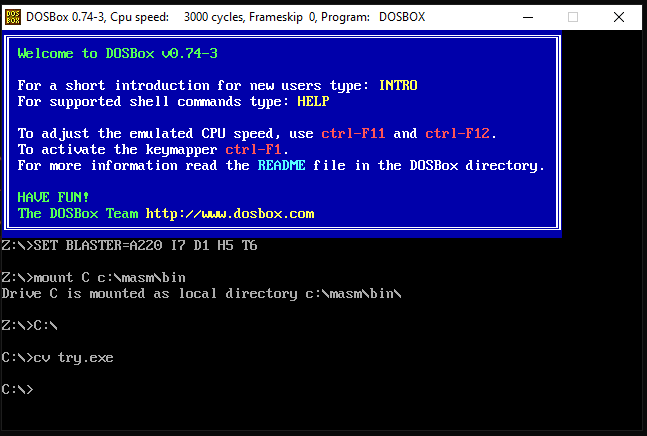 DOS
BOX
DOSBox 0.74-3, Cpu speed:    3000 cycles, Frameskip  0, Program:   DOSBOX
Welcome to DOSBox v0.74-3
For a short introduction for new users type: INTRO
For supported shell commands type: HELP
To adjust the emulated CPU speed, use ctrl-F11 and ctrl-F12.
To activate the keymapper ctrl-F1.
For more information read the README file in the DOSBox directory.
HAVE FUN!
The DOSBox Team http://www.dosbox.com
Z:\>SET BLASTER=A220 I7 D1 H5 T6
Z:\>mount C c:\masm\bin
Drive C is mounted as local directory c:\masm\bin\
Z:\>C:\
C:\>cv try.exe
C:\>